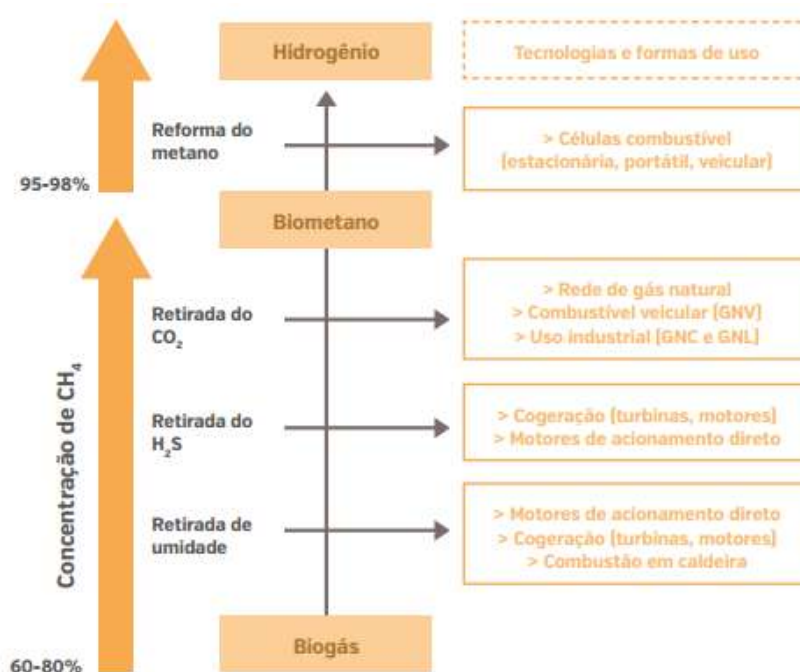 Hidrogênio
Tecnologias e formas de uso
Reforma do
metano
> Células combustível
(estacionária, portátil, veicular)
95-98%
Biometano
> Rede de gás natural
> Combustível veicular (GNV)
> Uso industrial (GNC e GNL)
Retirada do
CO₂
Concentração de CH₄
Retirada do
H₂S
> Cogeração (turbinas, motores)
> Motores de acionamento direto
Retirada de
umidade
> Motores de acionamento direto
> Cogeração (turbinas, motores)
> Combustão em caldeira
Biogás
60-80%